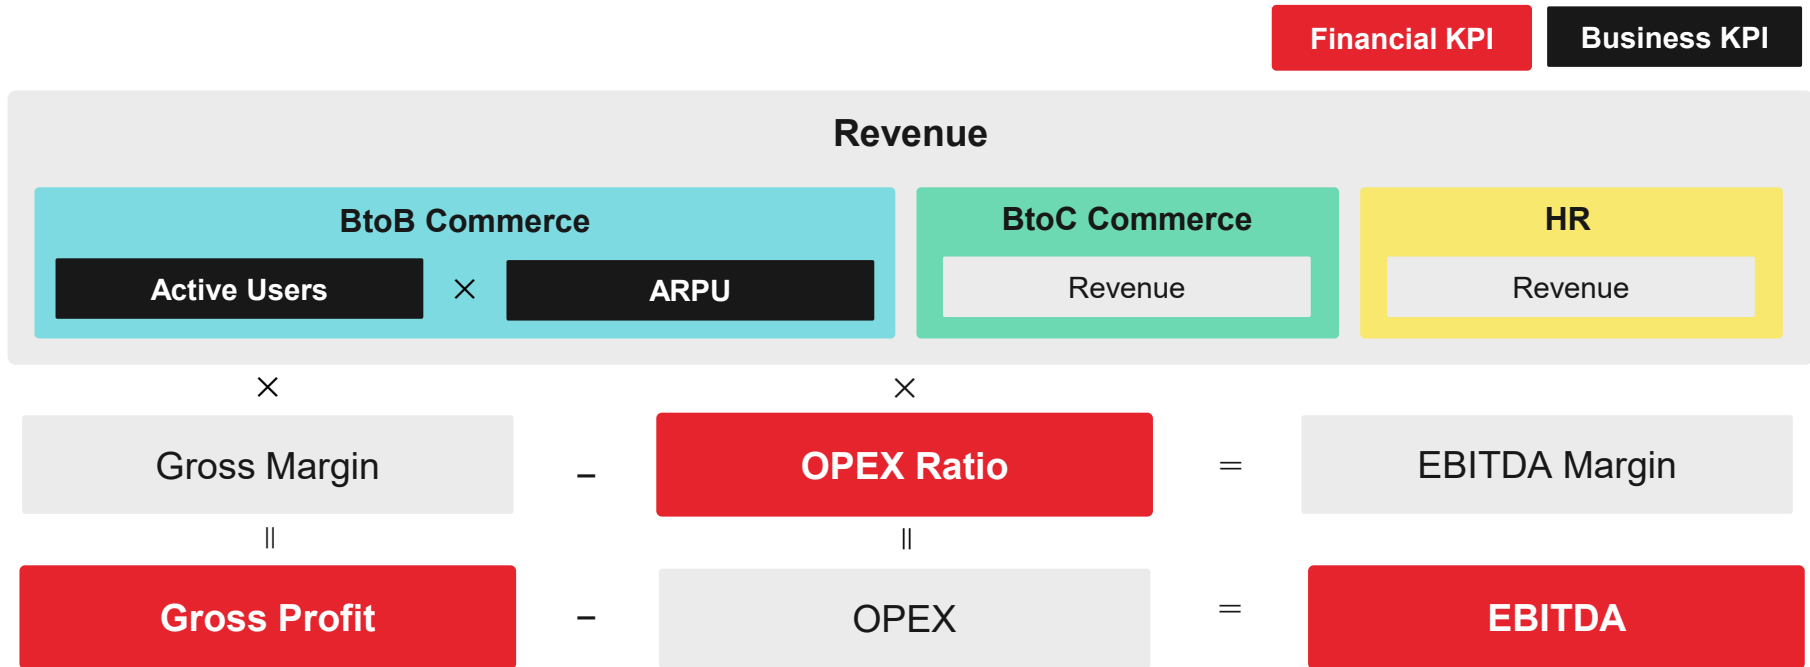 Financial KPI
Business KPI
Revenue
BtoB Commerce
Active Users × ARPU
BtoC Commerce
Revenue
HR
Revenue
× ×
Gross Margin − OPEX Ratio = EBITDA Margin
|| ||
Gross Profit − OPEX = EBITDA